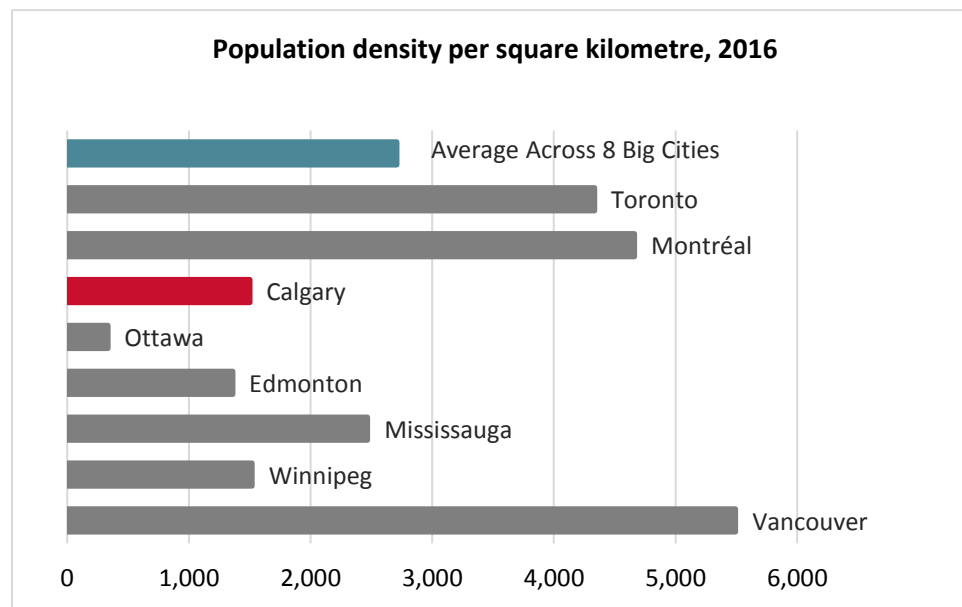 Population density per square kilometre, 2016
Average Across 8 Big Cities
Toronto
Montréal
Calgary
Ottawa
Edmonton
Mississauga
Winnipeg
Vancouver
0 1,000 2,000 3,000 4,000 5,000 6,000